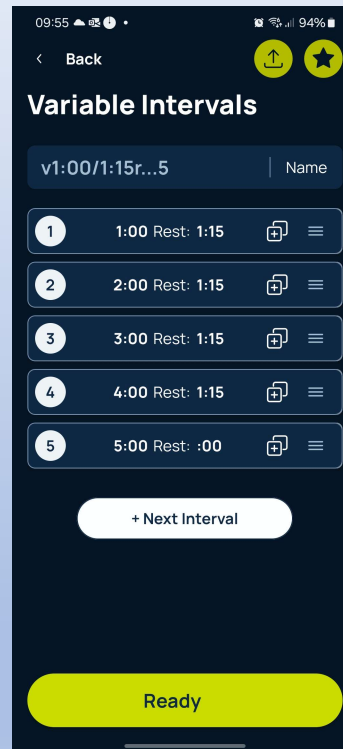 09:55 94%
Back
Variable Intervals
v1:00/1:15r...5 Name
1 1:00 Rest: 1:15
2 2:00 Rest: 1:15
3 3:00 Rest: 1:15
4 4:00 Rest: 1:15
5 5:00 Rest: :00
+ Next Interval
Ready